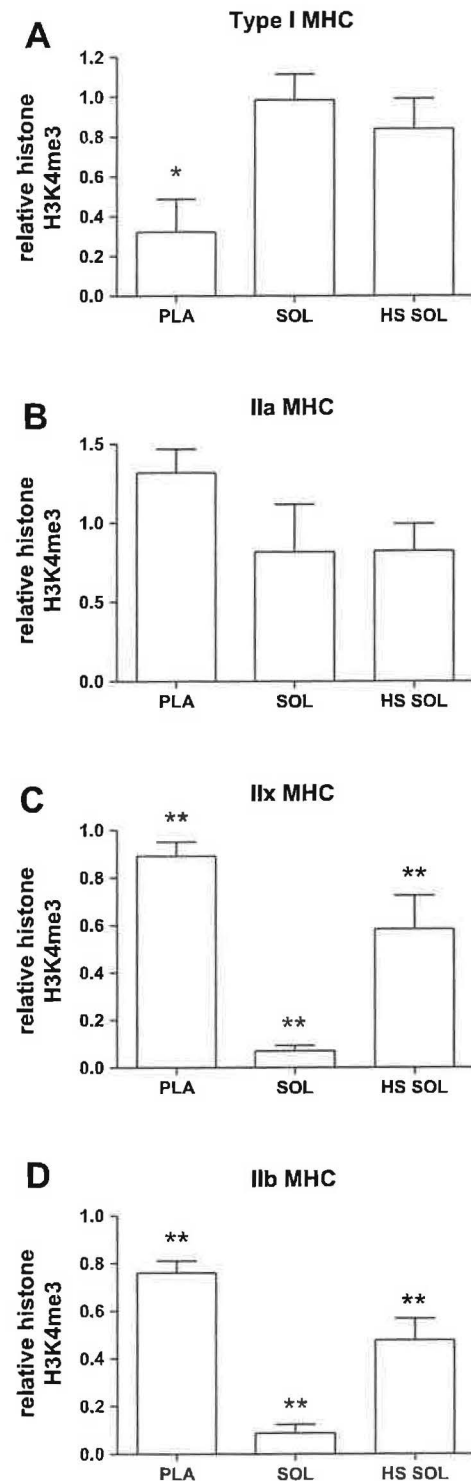 A
Type I MHC
relative histone
H3K4me3
1.2
1.0
0.8
0.6
0.4
0.2
0.0
*
PLA
SOL
HS SOL
B
IIa MHC
relative histone
H3K4me3
1.5
1.0
0.5
0.0
PLA
SOL
HS SOL
C
IIx MHC
relative histone
H3K4me3
1.0
0.8
0.6
0.4
0.2
0.0
**
**
**
PLA
SOL
HS SOL
D
IIb MHC
relative histone
H3K4me3
1.0
0.8
0.6
0.4
0.2
0.0
**
**
**
PLA
SOL
HS SOL